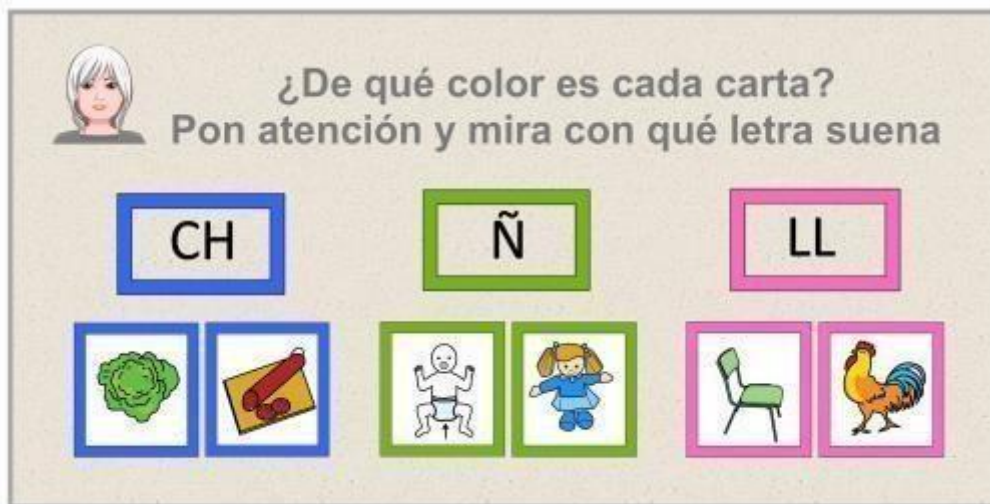 ¿De qué color es cada carta?
Pon atención y mira con qué letra suena
CH Ñ LL